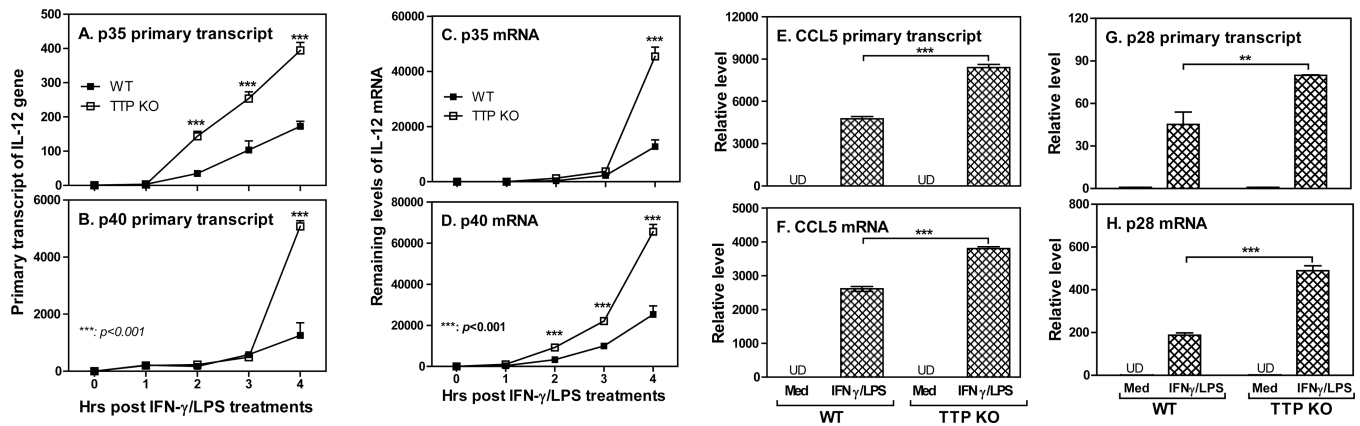 A. p35 primary transcript
WT
TTP KO
***
***
***
500
400
300
200
100
0
B. p40 primary transcript
***
***: p<0.001
6000
4000
2000
0
Primary transcript of IL-12 gene
0 1 2 3 4
Hrs post IFN-γ/LPS treatments
C. p35 mRNA
WT
TTP KO
***
60000
40000
20000
0
D. p40 mRNA
***
***
***
***: p<0.001
80000
60000
40000
20000
0
Remaining levels of IL-12 mRNA
0 1 2 3 4
Hrs post IFN-γ/LPS treatments
E. CCL5 primary transcript
***
12000
9000
6000
3000
0
Relative level
UD UD
F. CCL5 mRNA
***
5000
4000
3000
2000
1000
0
Relative level
UD UD
Med IFNγ/LPS Med IFNγ/LPS
WT TTP KO
G. p28 primary transcript
**
120
90
60
30
0
Relative level
H. p28 mRNA
***
800
600
400
200
0
Relative level
UD UD
Med IFNγ/LPS Med IFNγ/LPS
WT TTP KO